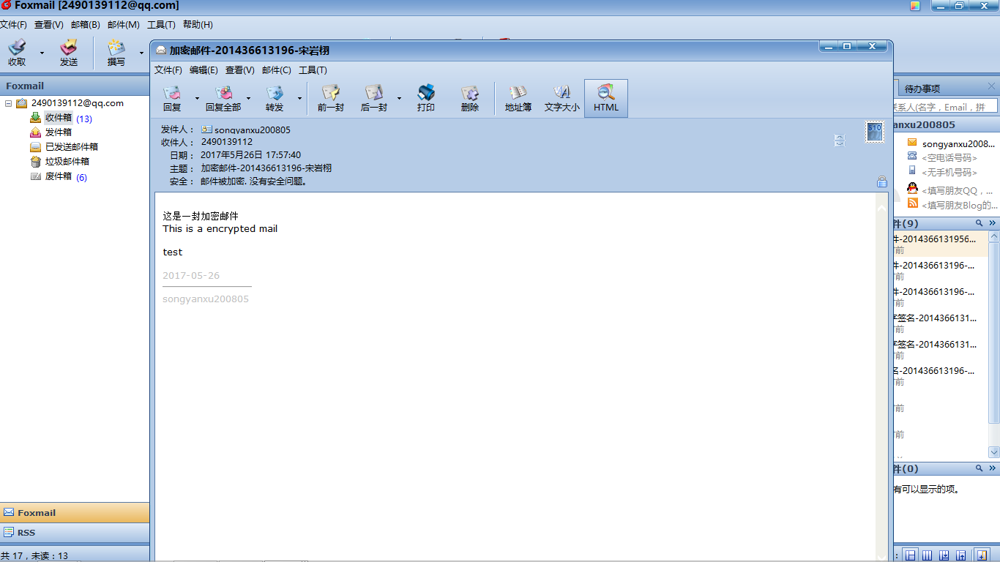 Foxmail [2490139112@qq.com]
文件(F) 查看(V) 邮箱(B) 邮件(M) 工具(T) 帮助(H)
收取 发送 撰写
Foxmail
2490139112@qq.com
收件箱 (13)
发件箱
已发送邮件箱
垃圾邮件箱
废件箱 (6)
Foxmail
RSS
共 17，未读：13
加密邮件-201436613196-宋岩栩
文件(F) 编辑(E) 查看(V) 邮件(C) 工具(T)
回复 回复全部 转发 前一封 后一封 打印 删除 地址簿 文字大小 HTML
发件人： songyanxu200805
收件人： 2490139112
日期： 2017年5月26日 17:57:40
主题： 加密邮件-201436613196-宋岩栩
安全： 邮件被加密. 没有安全问题。
510
这是一封加密邮件
This is a encrypted mail
test
2017-05-26
songyanxu200805
待办事项
联系人(名字，Email，拼
anxu200805
songyanxu2008...
<空电话号码>
<无手机号码>
<填写朋友QQ，...
<填写朋友Blog的...
件(9)
件-2014366131956...
前
件-201436613196-...
前
件-201436613196-...
前
字签名-2014366131...
前
字签名-2014366131...
前
名-201436613196-...
前
前
前
件(0)
有可以显示的项。